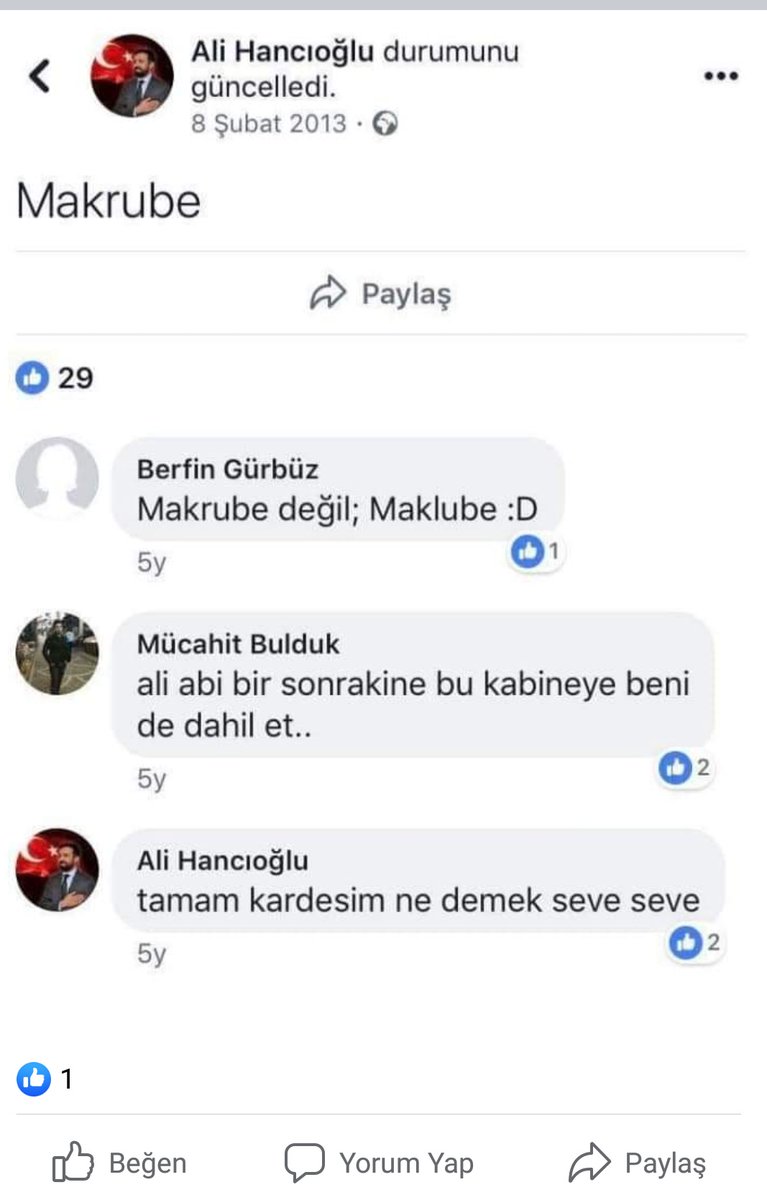 Ali Hancıoğlu durumunu
güncelledi.
8 Şubat 2013 ·
Makrube
Paylaş
29
Berfin Gürbüz
Makrube değil; Maklube :D
5y
1
Mücahit Bulduk
ali abi bir sonrakine bu kabineye beni
de dahil et..
5y
2
Ali Hancıoğlu
tamam kardesim ne demek seve seve
5y
2
1
Beğen Yorum Yap Paylaş